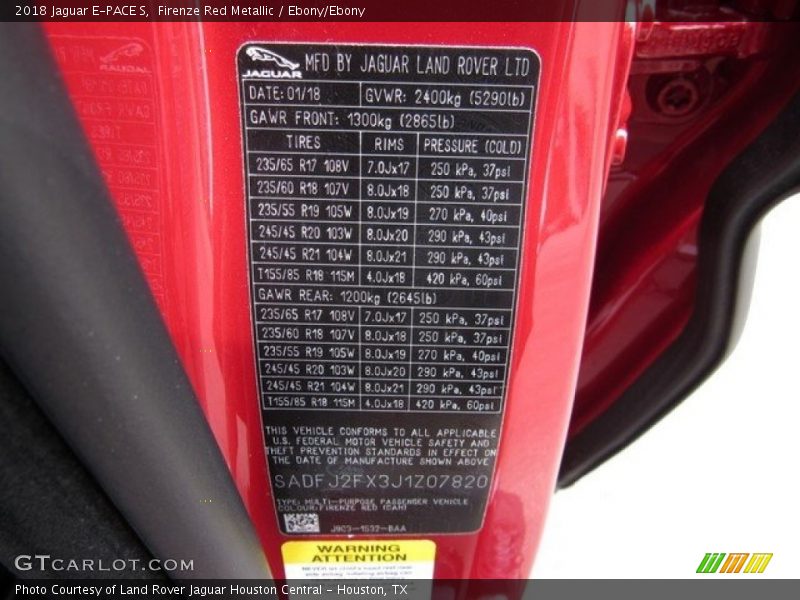 2018 Jaguar E-PACE S,  Firenze Red Metallic / Ebony/Ebony
JAGUAR
MFD BY JAGUAR LAND ROVER LTD
DATE: 01/18 GVWR: 2400kg (5290lb)
GAWR FRONT: 1300kg (2865lb)
TIRES RIMS PRESSURE (COLD)
235/65 R17 108V 7.0Jx17 250 kPa, 37psi
235/60 R18 107V 8.0Jx18 250 kPa, 37psi
235/55 R19 105W 8.0Jx19 270 kPa, 40psi
245/45 R20 103W 8.0Jx20 290 kPa, 43psi
245/45 R21 104W 8.0Jx21 290 kPa, 43psi
T155/85 R18 115M 4.0Jx18 420 kPa, 60psi
GAWR REAR: 1200kg (2645lb)
235/65 R17 108V 7.0Jx17 250 kPa, 37psi
235/60 R18 107V 8.0Jx18 250 kPa, 37psi
235/55 R19 105W 8.0Jx19 270 kPa, 40psi
245/45 R20 103W 8.0Jx20 290 kPa, 43psi
245/45 R21 104W 8.0Jx21 290 kPa, 43psi
T155/85 R18 115M 4.0Jx18 420 kPa, 60psi
THIS VEHICLE CONFORMS TO ALL APPLICABLE
U.S. FEDERAL MOTOR VEHICLE SAFETY AND
THEFT PREVENTION STANDARDS IN EFFECT ON
THE DATE OF MANUFACTURE SHOWN ABOVE
SADFJ2FX3J1Z07820
TYPE: MULTI-PURPOSE PASSENGER VEHICLE
COLOUR: FIRENZE RED (CAH)
J9C3-1532-BAA
WARNING
ATTENTION
GTcarlot.com
Photo Courtesy of Land Rover Jaguar Houston Central - Houston, TX